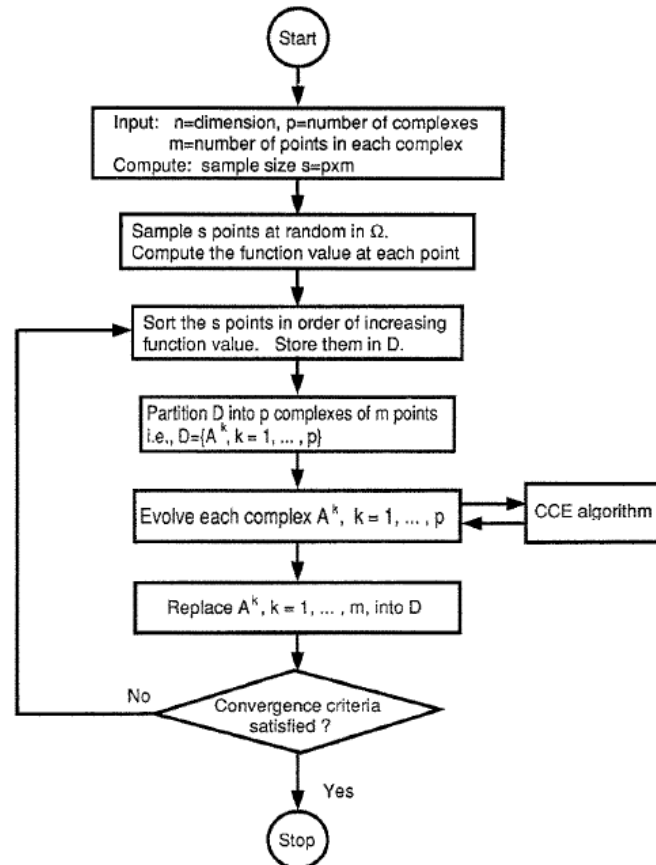 Start
Input: n=dimension, p=number of complexes
m=number of points in each complex
Compute: sample size s=pxm
Sample s points at random in Ω.
Compute the function value at each point
Sort the s points in order of increasing
function value. Store them in D.
Partition D into p complexes of m points
i.e., D={A^k, k = 1, ... , p}
Evolve each complex A^k, k = 1, ... , p
CCE algorithm
Replace A^k, k = 1, ... , m, into D
No
Convergence criteria
satisfied ?
Yes
Stop